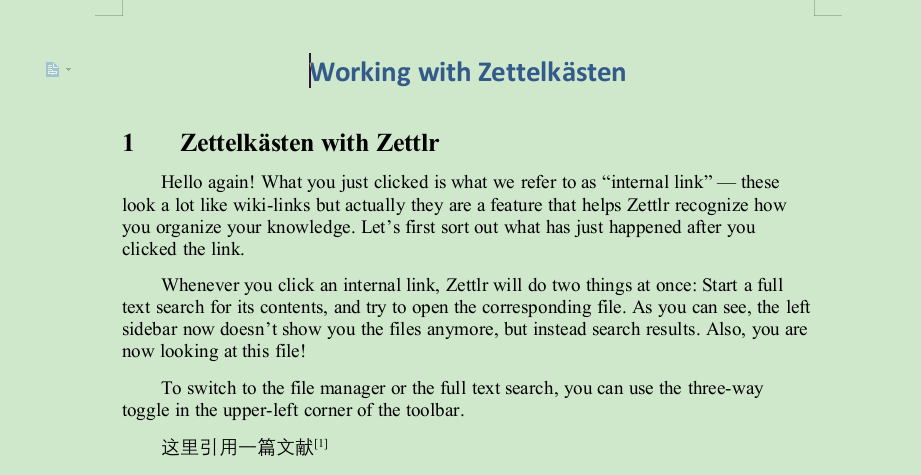 Working with Zettelkästen
1 Zettelkästen with Zettlr
Hello again! What you just clicked is what we refer to as “internal link” — these
look a lot like wiki-links but actually they are a feature that helps Zettlr recognize how
you organize your knowledge. Let’s first sort out what has just happened after you
clicked the link.
Whenever you click an internal link, Zettlr will do two things at once: Start a full
text search for its contents, and try to open the corresponding file. As you can see, the left
sidebar now doesn’t show you the files anymore, but instead search results. Also, you are
now looking at this file!
To switch to the file manager or the full text search, you can use the three-way
toggle in the upper-left corner of the toolbar.
这里引用一篇文献[1]